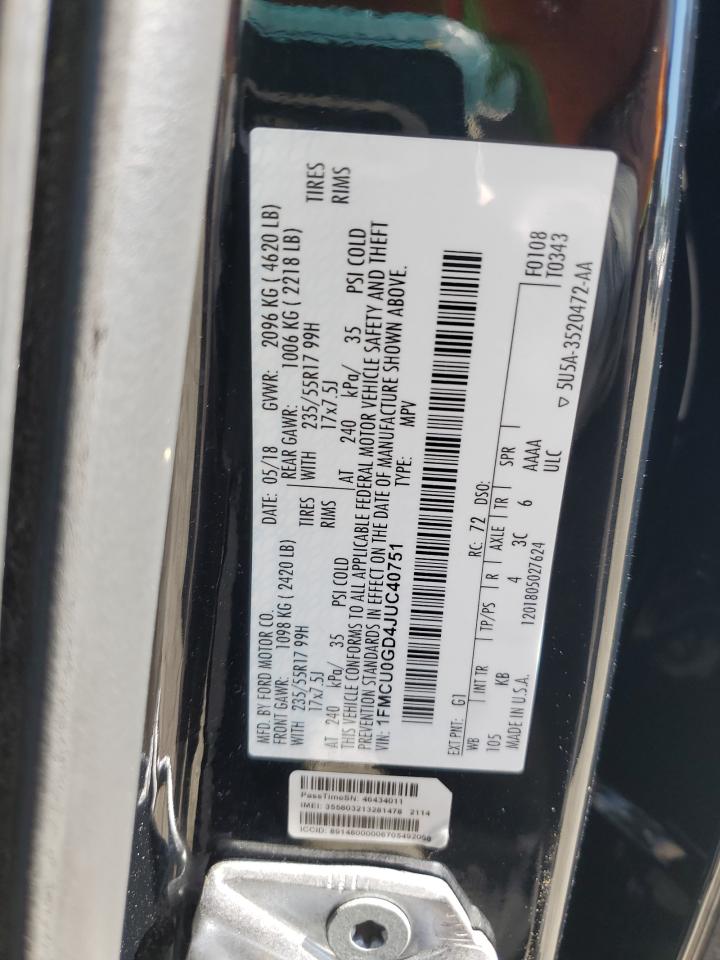 MFD. BY FORD MOTOR CO.
DATE: 05/18
GVWR: 2096 KG ( 4620 LB)
FRONT GAWR: 1098 KG ( 2420 LB)
REAR GAWR: 1006 KG ( 2218 LB)
WITH 235/55R17 99H TIRES
17x7.5J RIMS
WITH 235/55R17 99H TIRES
17x7.5J RIMS
AT 240 kPa/ 35 PSI COLD
AT 240 kPa/ 35 PSI COLD
THIS VEHICLE CONFORMS TO ALL APPLICABLE FEDERAL MOTOR VEHICLE SAFETY AND THEFT
PREVENTION STANDARDS IN EFFECT ON THE DATE OF MANUFACTURE SHOWN ABOVE.
VIN: 1FMCU0GD4JUC40751
TYPE: MPV
EXT PNT: G1 RC: 72 DSO: F0108
WB INT TR TP/PS R AXLE TR SPR T0343
105 KB 4 3C 6 AAAA
MADE IN U.S.A. 1201805027624 ULC
▽ 5U5A-3520472-AA
PassTimeSN: 46434011
IMEI: 355803213281478 2114
ICCID: 89148000006705492058